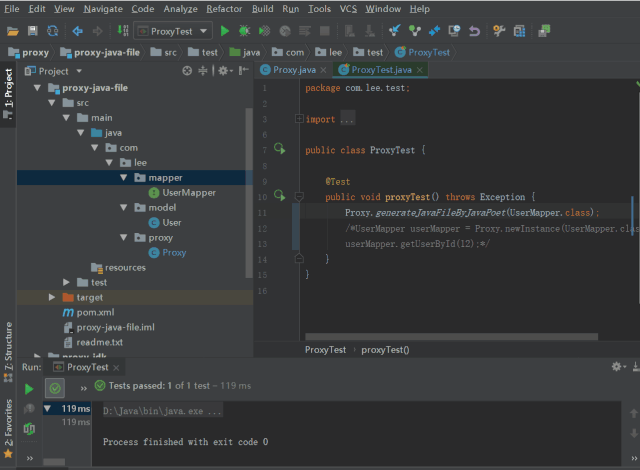 File Edit View Navigate Code Analyze Refactor Build Run Tools VCS Window Help
ProxyTest
proxy proxy-java-file src test java com lee test ProxyTest
1: Project
Project
proxy-java-file
src
main
java
com
lee
mapper
UserMapper
model
User
proxy
Proxy
resources
test
target
pom.xml
proxy-java-file.iml
readme.txt
Proxy.java ProxyTest.java
1 package com.lee.test;
2
3 import ...
6
7 public class ProxyTest {
8
9 @Test
10 public void proxyTest() throws Exception {
11 Proxy.generateJavaFileByJavaPoet(UserMapper.class);
12 /*UserMapper userMapper = Proxy.newInstance(UserMapper.clas
13 userMapper.getUserById(12);*/
14 }
15 }
16
ProxyTest › proxyTest()
7: Structure
2: Favorites
Run: ProxyTest
Tests passed: 1 of 1 test – 119 ms
119 ms
119 ms
D:\Java\bin\java.exe ...
Process finished with exit code 0